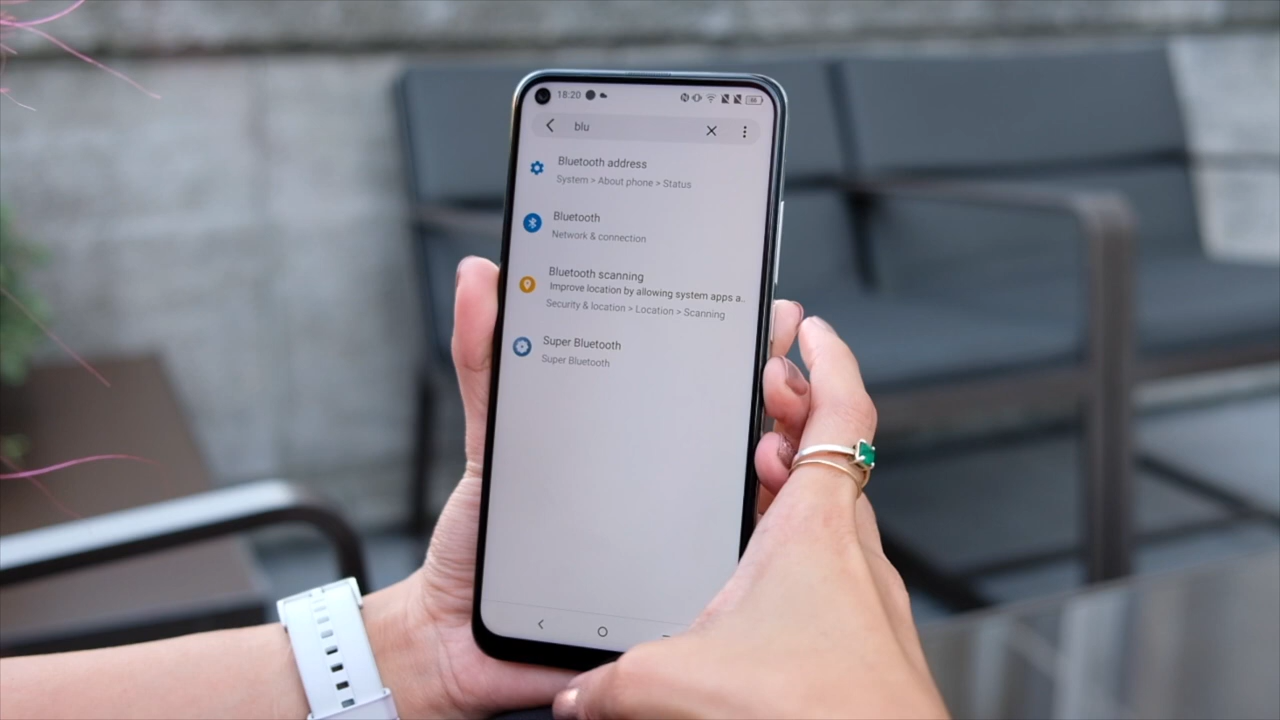 18:20
blu
Bluetooth address
System > About phone > Status
Bluetooth
Network & connection
Bluetooth scanning
Improve location by allowing system apps a..
Security & location > Location > Scanning
Super Bluetooth
Super Bluetooth